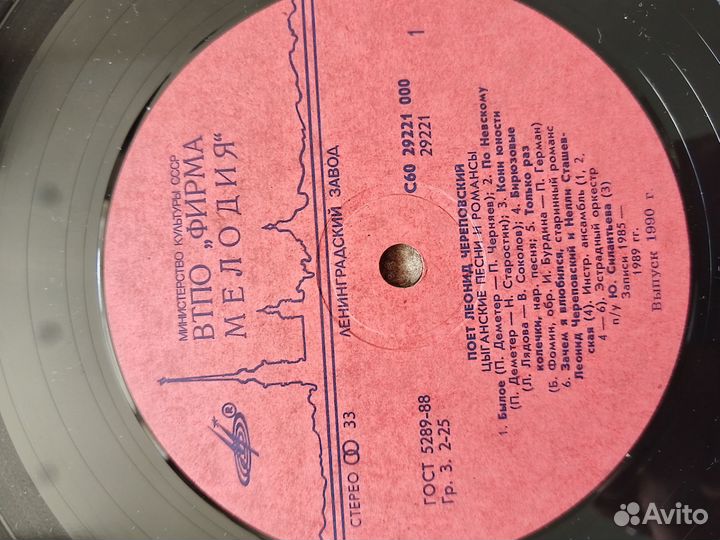 МИНИСТЕРСТВО КУЛЬТУРЫ СССР
ВТПО „ФИРМА
МЕЛОДИЯ“
®
ЛЕНИНГРАДСКИЙ ЗАВОД
СТЕРЕО 33
ГОСТ 5289-88
Гр. 3. 2-25
С60 29221 000
29221
1
ПОЕТ ЛЕОНИД ЧЕРЕПОВСКИЙ
ЦЫГАНСКИЕ ПЕСНИ И РОМАНСЫ
1. Былое (П. Деметер — П. Черняев); 2. По Невскому
(П. Деметер — Н. Старостин); 3. Кони юности
(Л. Лядова — В. Соколов); 4. Бирюзовые
колечки, нар. песня; 5. Только раз
(Б. Фомин, обр. И. Бурдина — П. Герман)
6. Зачем я влюбился, старинный романс
Леонид Череповский и Нелли Сташев-
ская (4). Инстр. ансамбль (1, 2,
4—6), Эстрадный оркестр
п/у Ю. Силантьева (3)
Записи 1985—
1989 гг.
Выпуск 1990 г.
Avito